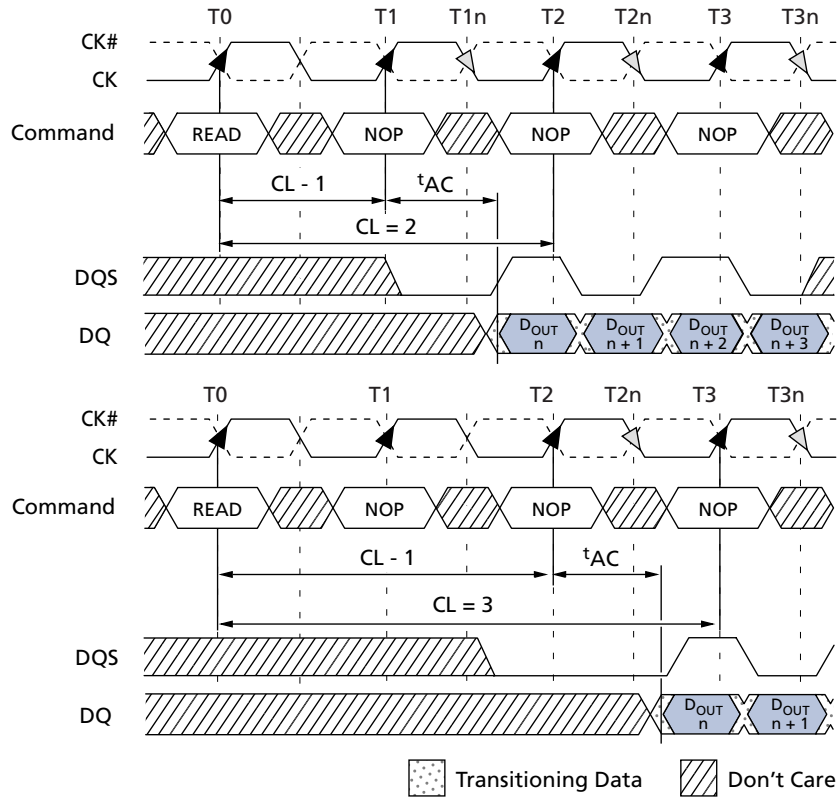 T0 T1 T1n T2 T2n T3 T3n
CK#
CK
Command READ NOP NOP NOP
CL - 1 tAC
CL = 2
DQS
DQ DOUT n DOUT n + 1 DOUT n + 2 DOUT n + 3
T0 T1 T2 T2n T3 T3n
CK#
CK
Command READ NOP NOP NOP
CL - 1 tAC
CL = 3
DQS
DQ DOUT n DOUT n + 1
Transitioning Data Don't Care